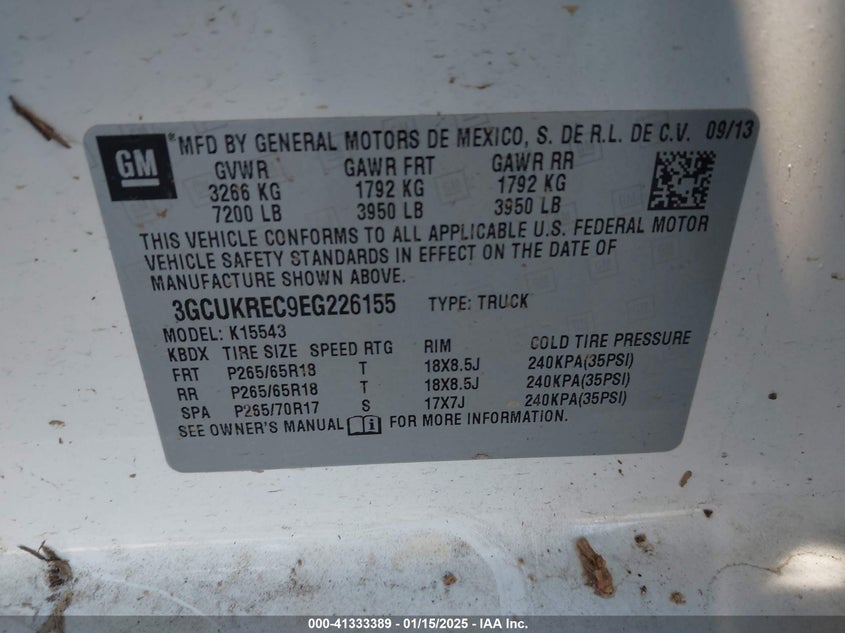 GM
MFD BY GENERAL MOTORS DE MEXICO, S. DE R.L. DE C.V. 09/13
GVWR GAWR FRT GAWR RR
3266 KG 1792 KG 1792 KG
7200 LB 3950 LB 3950 LB
THIS VEHICLE CONFORMS TO ALL APPLICABLE U.S. FEDERAL MOTOR
VEHICLE SAFETY STANDARDS IN EFFECT ON THE DATE OF
MANUFACTURE SHOWN ABOVE.
3GCUKREC9EG226155 TYPE: TRUCK
MODEL: K15543
KBDX TIRE SIZE SPEED RTG RIM COLD TIRE PRESSURE
FRT P265/65R18 T 18X8.5J 240KPA(35PSI)
RR P265/65R18 T 18X8.5J 240KPA(35PSI)
SPA P265/70R17 S 17X7J 240KPA(35PSI)
SEE OWNER'S MANUAL FOR MORE INFORMATION.
000-41333389 - 01/15/2025 - IAA Inc.